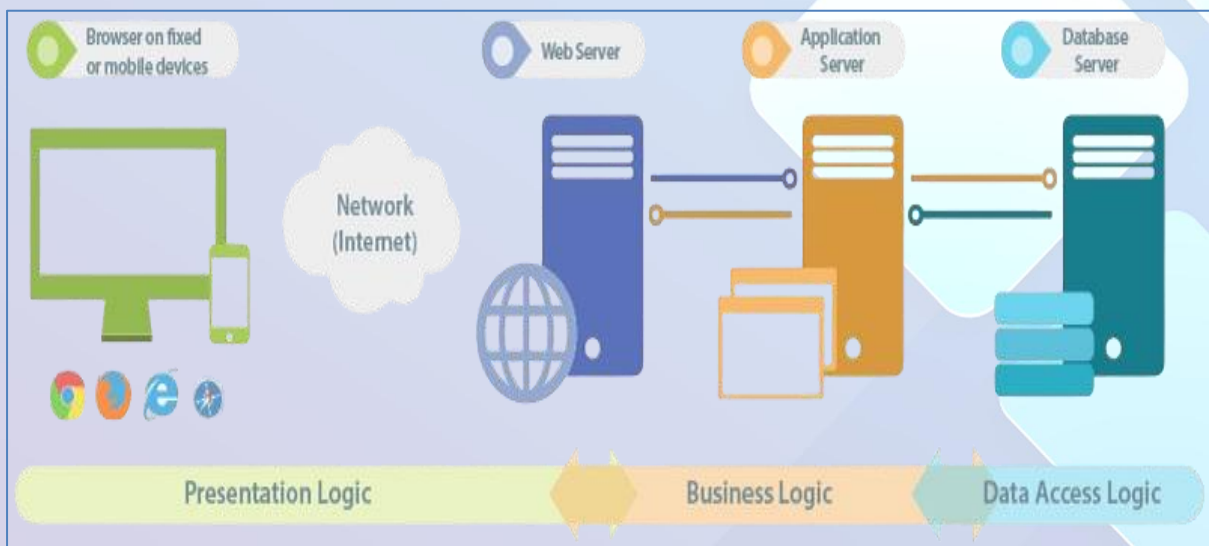 Browser on fixed
or mobile devices
Web Server
Application
Server
Database
Server
Network
(Internet)
Presentation Logic
Business Logic
Data Access Logic